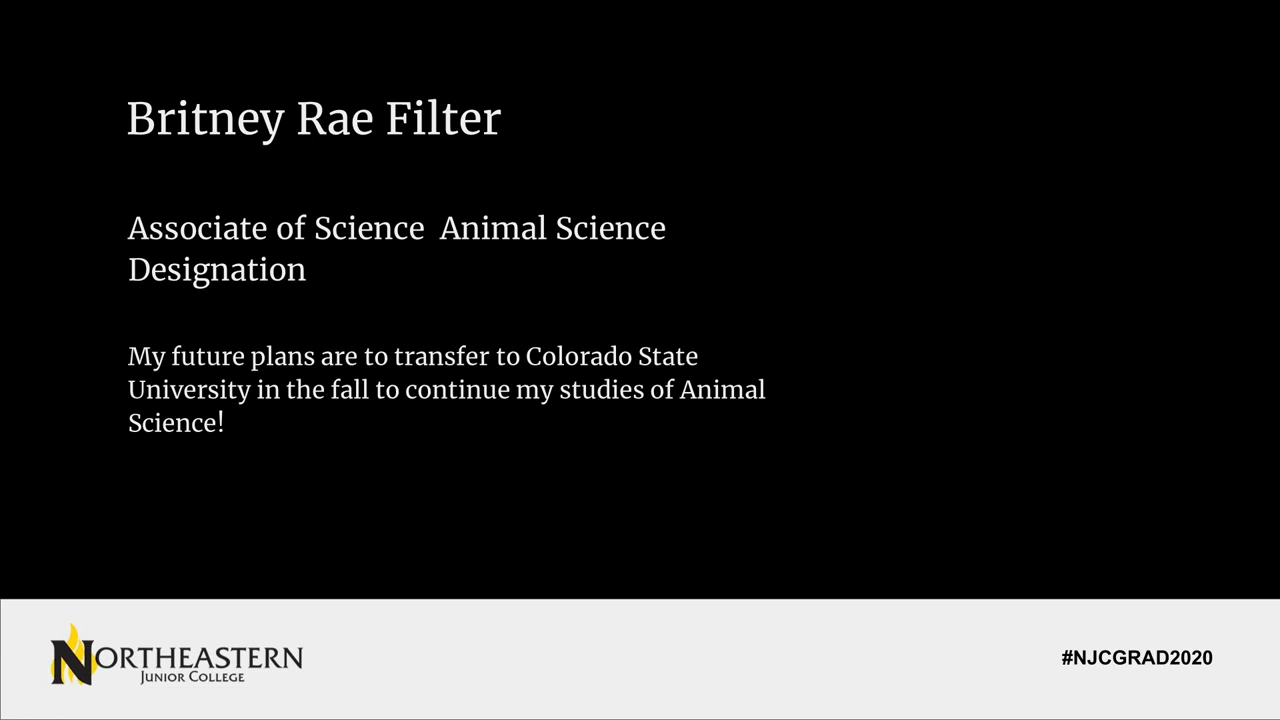 Britney Rae Filter
Associate of Science  Animal Science
Designation
My future plans are to transfer to Colorado State
University in the fall to continue my studies of Animal
Science!
NORTHEASTERN
JUNIOR COLLEGE
#NJCGRAD2020